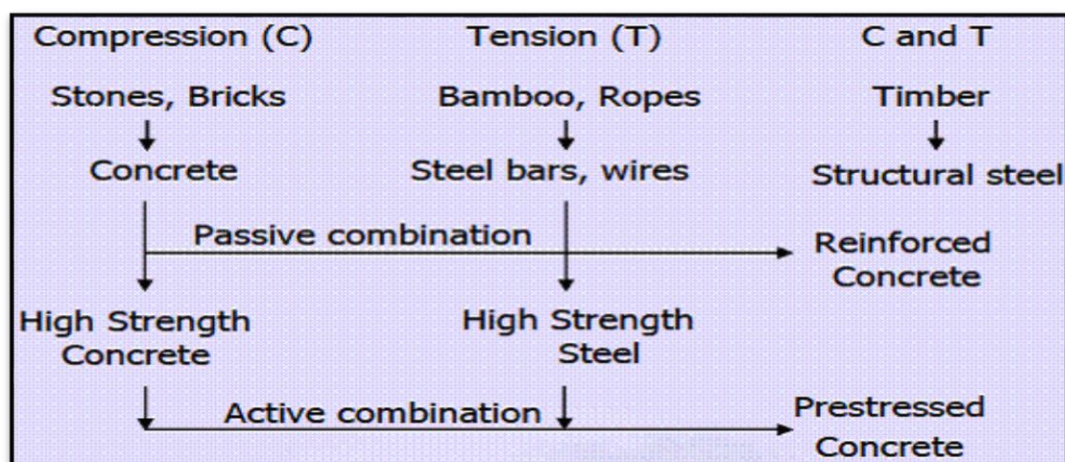 Compression (C) Tension (T) C and T
Stones, Bricks Bamboo, Ropes Timber
Concrete Steel bars, wires Structural steel
Passive combination Reinforced
Concrete
High Strength High Strength
Concrete Steel
Active combination Prestressed
Concrete